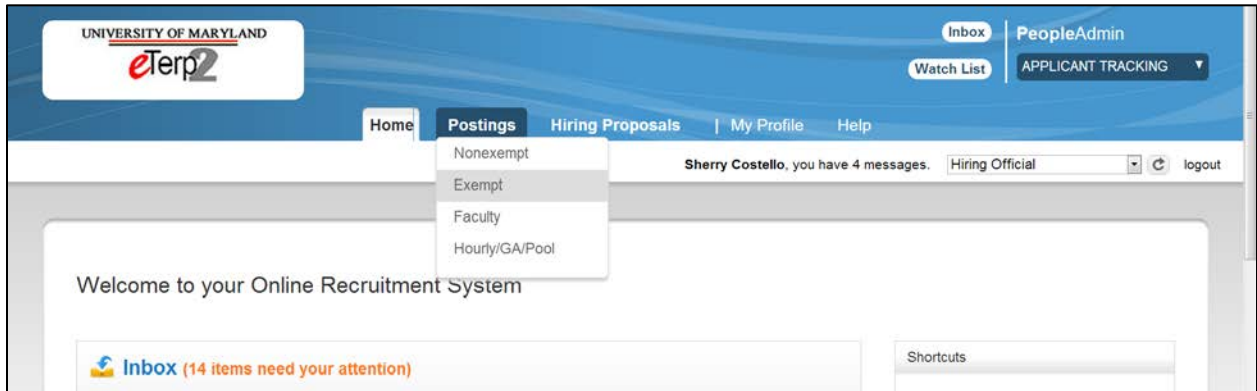 UNIVERSITY OF MARYLAND
eTerp2
Inbox
PeopleAdmin
Watch List
APPLICANT TRACKING
Home Postings Hiring Proposals | My Profile Help
Nonexempt
Sherry Costello, you have 4 messages. Hiring Official logout
Exempt
Faculty
Hourly/GA/Pool
Welcome to your Online Recruitment System
Inbox (14 items need your attention)
Shortcuts